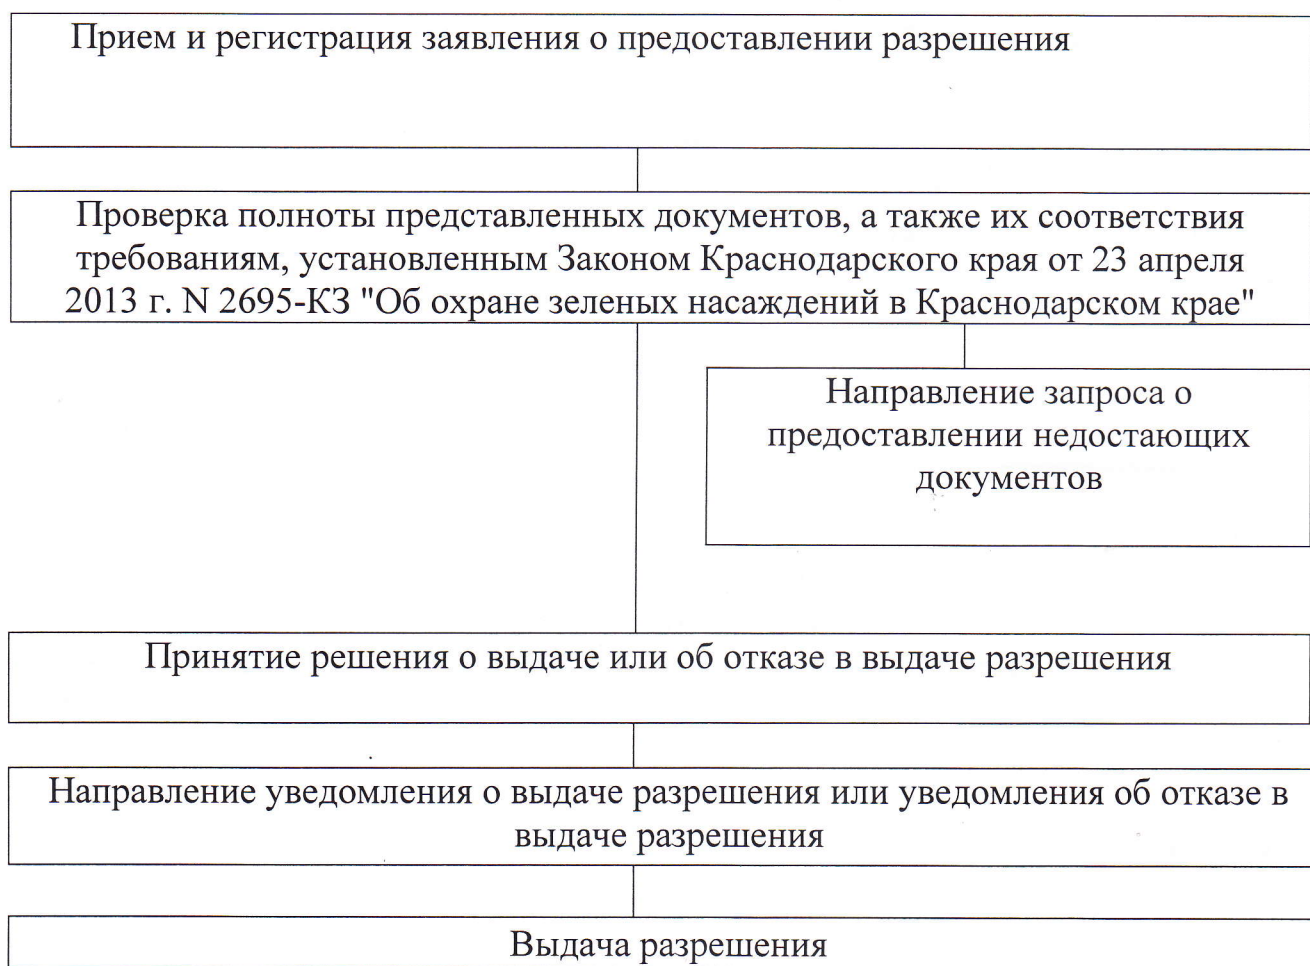 Прием и регистрация заявления о предоставлении разрешения
Проверка полноты представленных документов, а также их соответствия
требованиям, установленным Законом Краснодарского края от 23 апреля
2013 г. N 2695-КЗ "Об охране зеленых насаждений в Краснодарском крае"
Направление запроса о
предоставлении недостающих
документов
Принятие решения о выдаче или об отказе в выдаче разрешения
Направление уведомления о выдаче разрешения или уведомления об отказе в
выдаче разрешения
Выдача разрешения